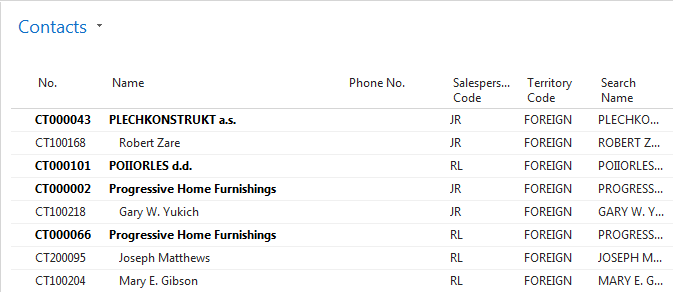 Contacts
No. Name Phone No. Salespers... Territory Search
Code Code Name
CT000043 PLECHKONSTRUKT a.s. JR FOREIGN PLECHKO...
CT100168 Robert Zare JR FOREIGN ROBERT Z...
CT000101 POIIORLES d.d. RL FOREIGN POIIORLES...
CT000002 Progressive Home Furnishings JR FOREIGN PROGRESS...
CT100218 Gary W. Yukich JR FOREIGN GARY W. Y...
CT000066 Progressive Home Furnishings RL FOREIGN PROGRESS...
CT200095 Joseph Matthews RL FOREIGN JOSEPH M...
CT100204 Mary E. Gibson RL FOREIGN MARY E. G...